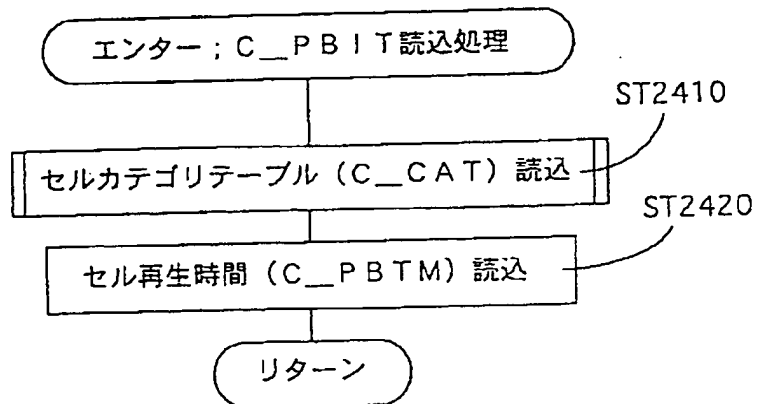 エンター；C＿PBIT読込処理
ST2410
セルカテゴリテーブル（C＿CAT）読込
ST2420
セル再生時間（C＿PBTM）読込
リターン